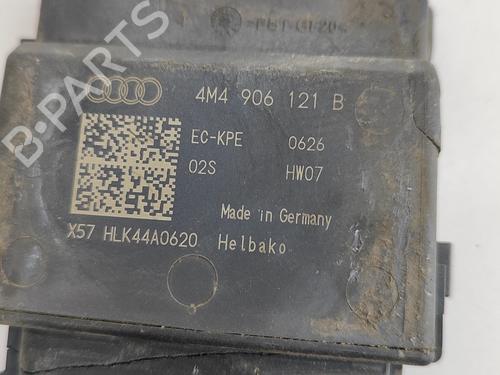 B-PARTS
4M4 906 121 B
EC-KPE 0626
02S HW07
Made in Germany
X57 HLK44A0620 Helbako